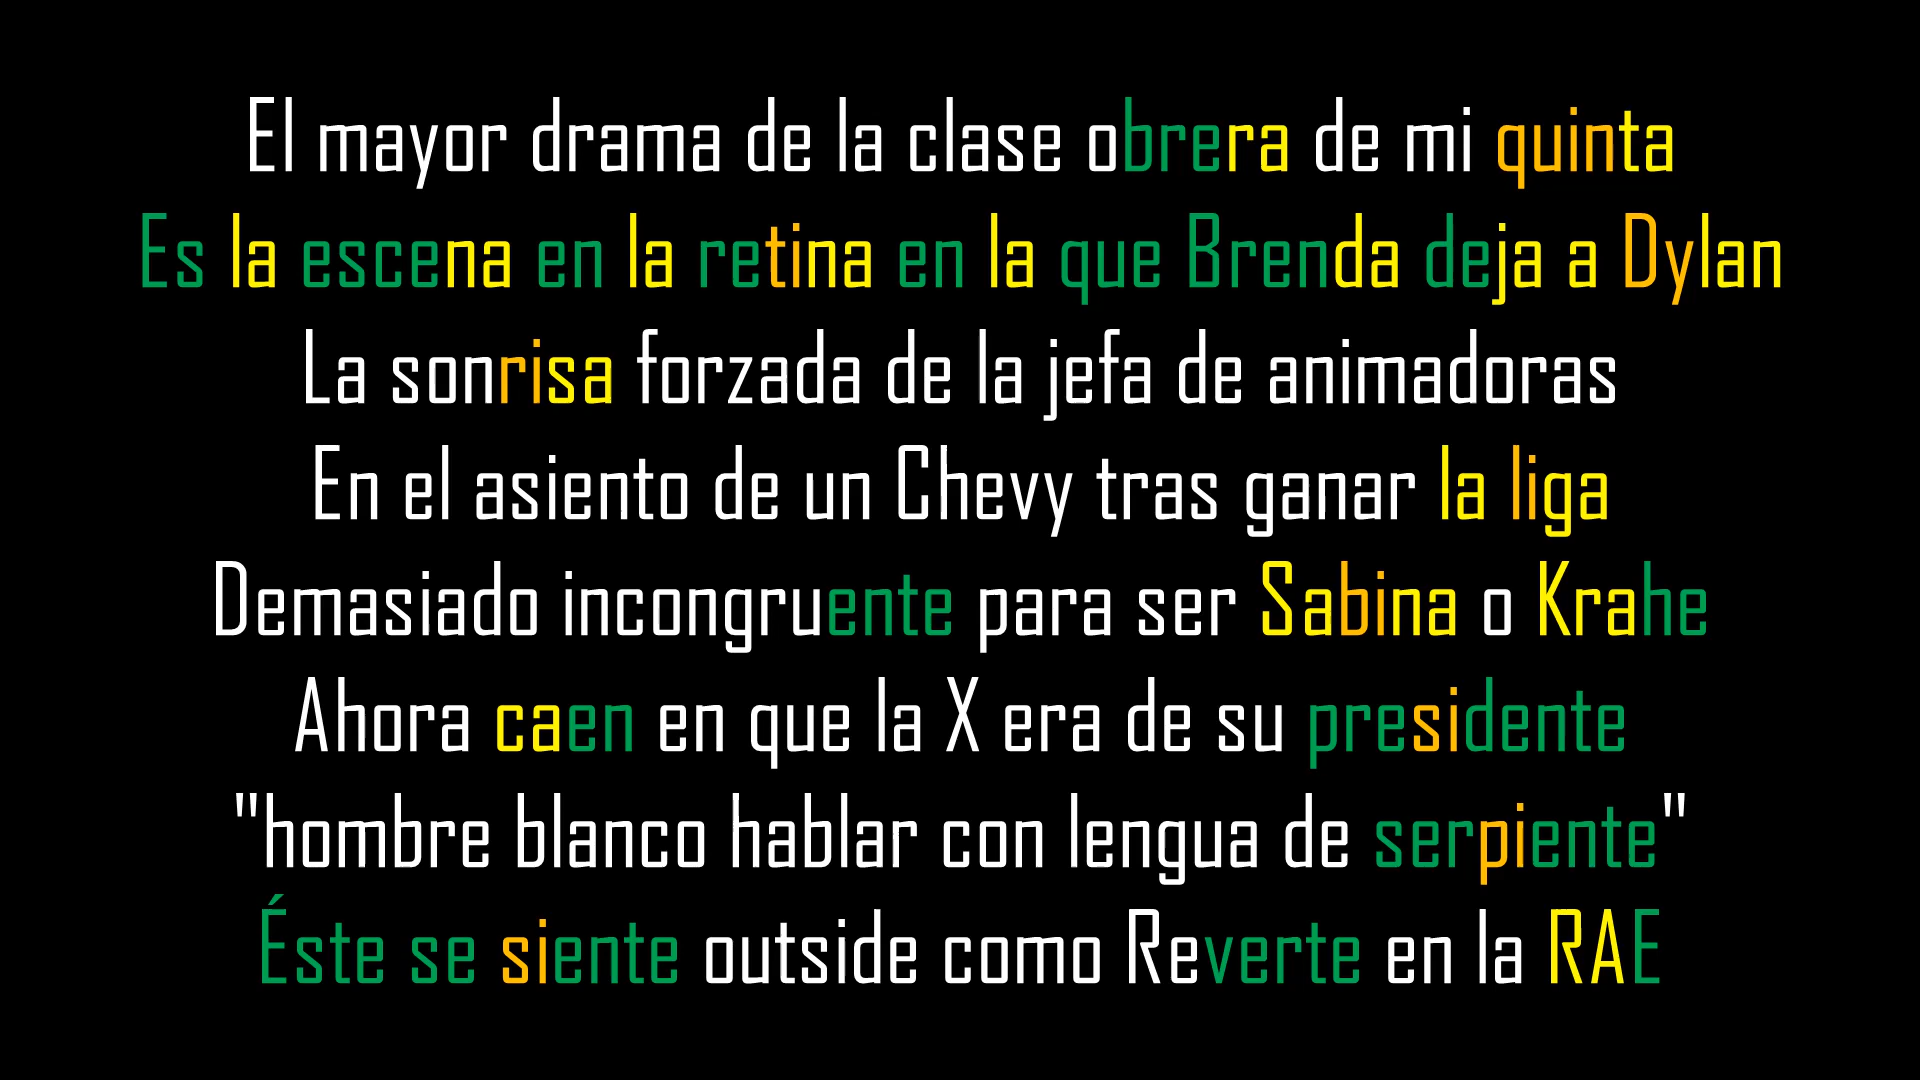 El mayor drama de la clase obrera de mi quinta
Es la escena en la retina en la que Brenda deja a Dylan
La sonrisa forzada de la jefa de animadoras
En el asiento de un Chevy tras ganar la liga
Demasiado incongruente para ser Sabina o Krahe
Ahora caen en que la X era de su presidente
"hombre blanco hablar con lengua de serpiente"
Éste se siente outside como Reverte en la RAE